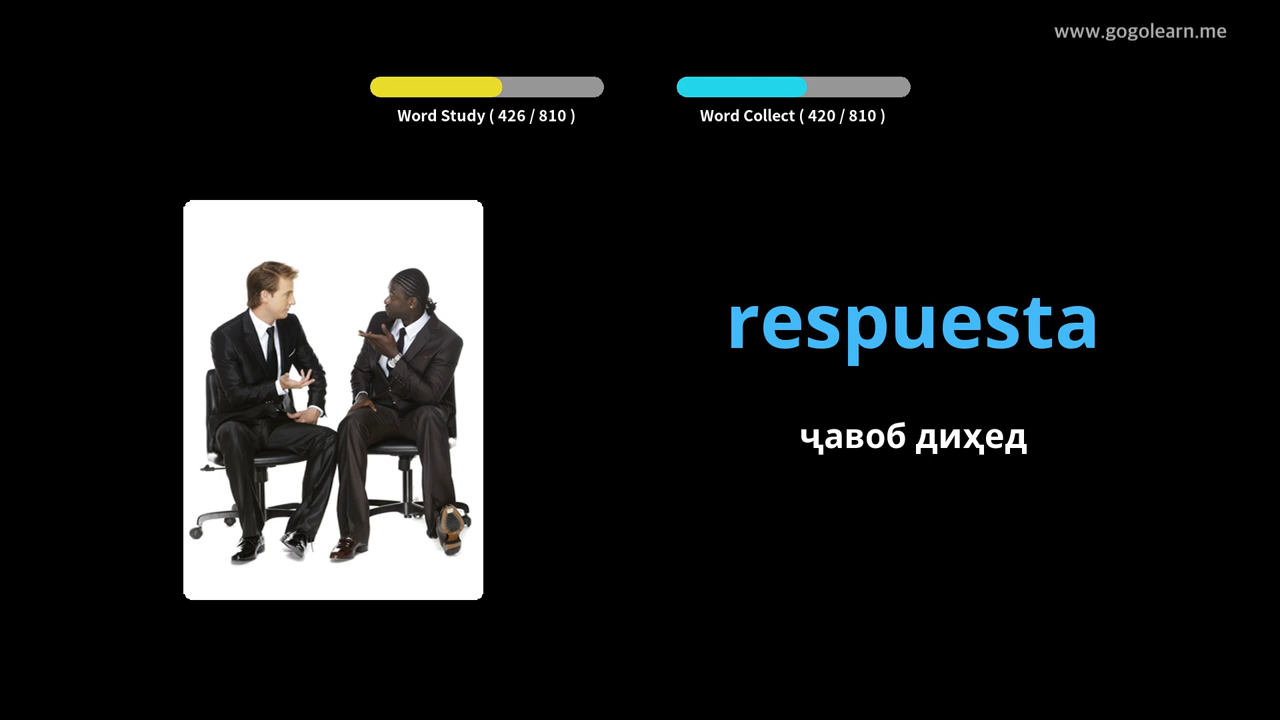 www.gogolearn.me
Word Study ( 426 / 810 )
Word Collect ( 420 / 810 )
respuesta
ҷавоб диҳед